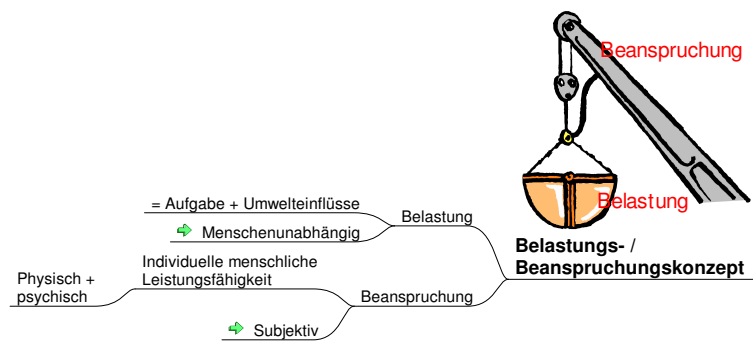 Beanspruchung
Belastung
Belastungs- /
Beanspruchungskonzept
Belastung
= Aufgabe + Umwelteinflüsse
Menschenunabhängig
Beanspruchung
Individuelle menschliche
Leistungsfähigkeit
Physisch +
psychisch
Subjektiv